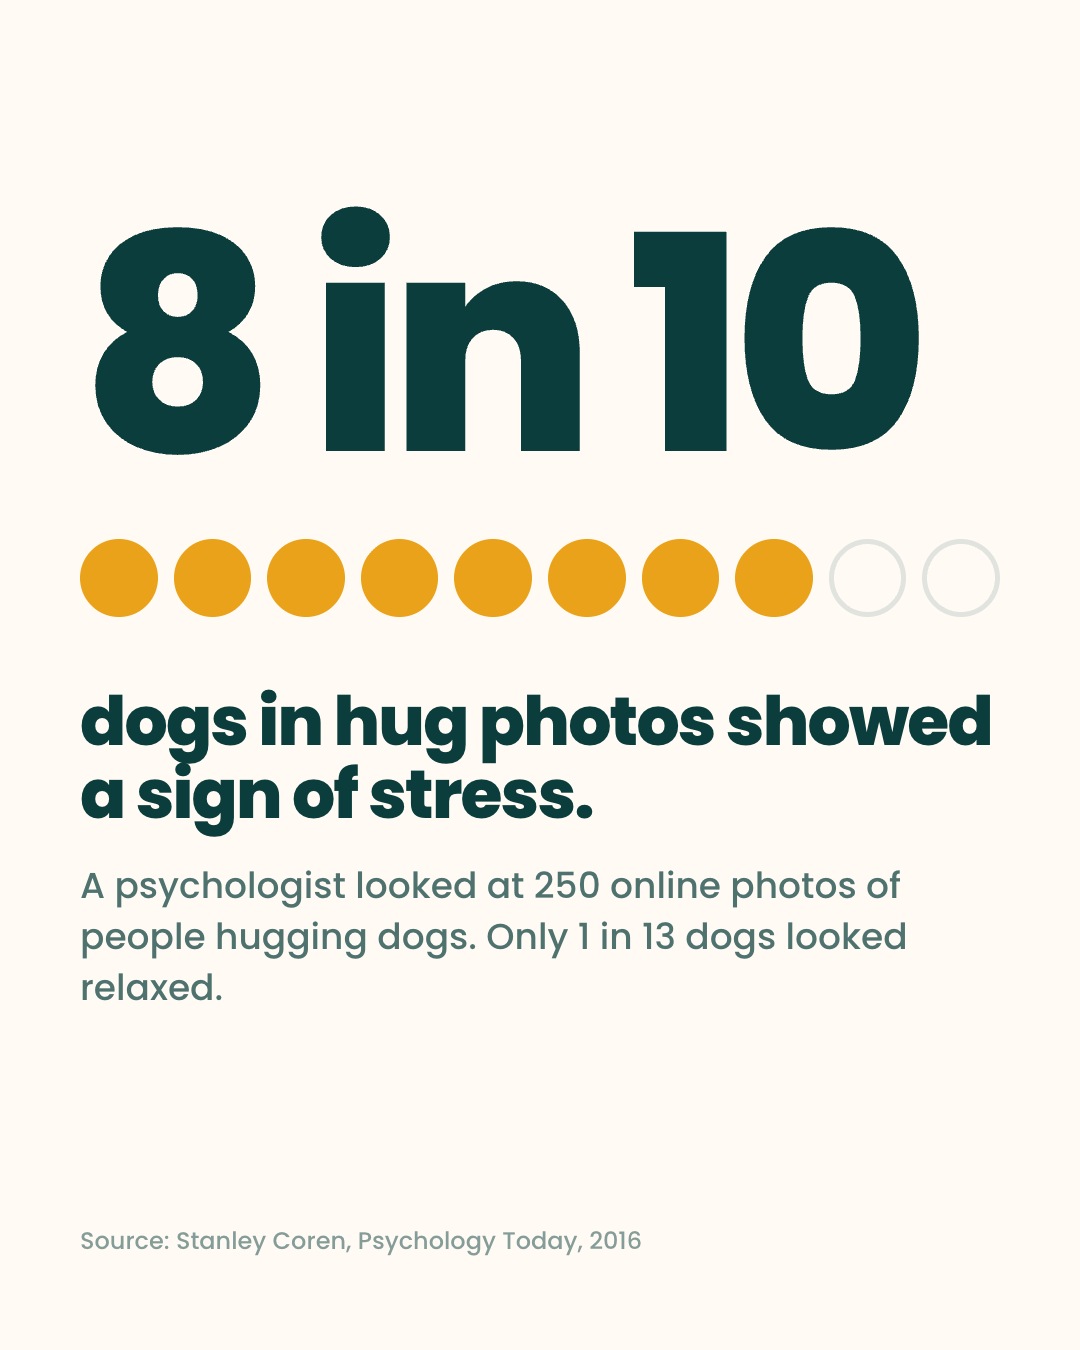 8 in 10
dogs in hug photos showed
a sign of stress.
A psychologist looked at 250 online photos of
people hugging dogs. Only 1 in 13 dogs looked
relaxed.
Source: Stanley Coren, Psychology Today, 2016